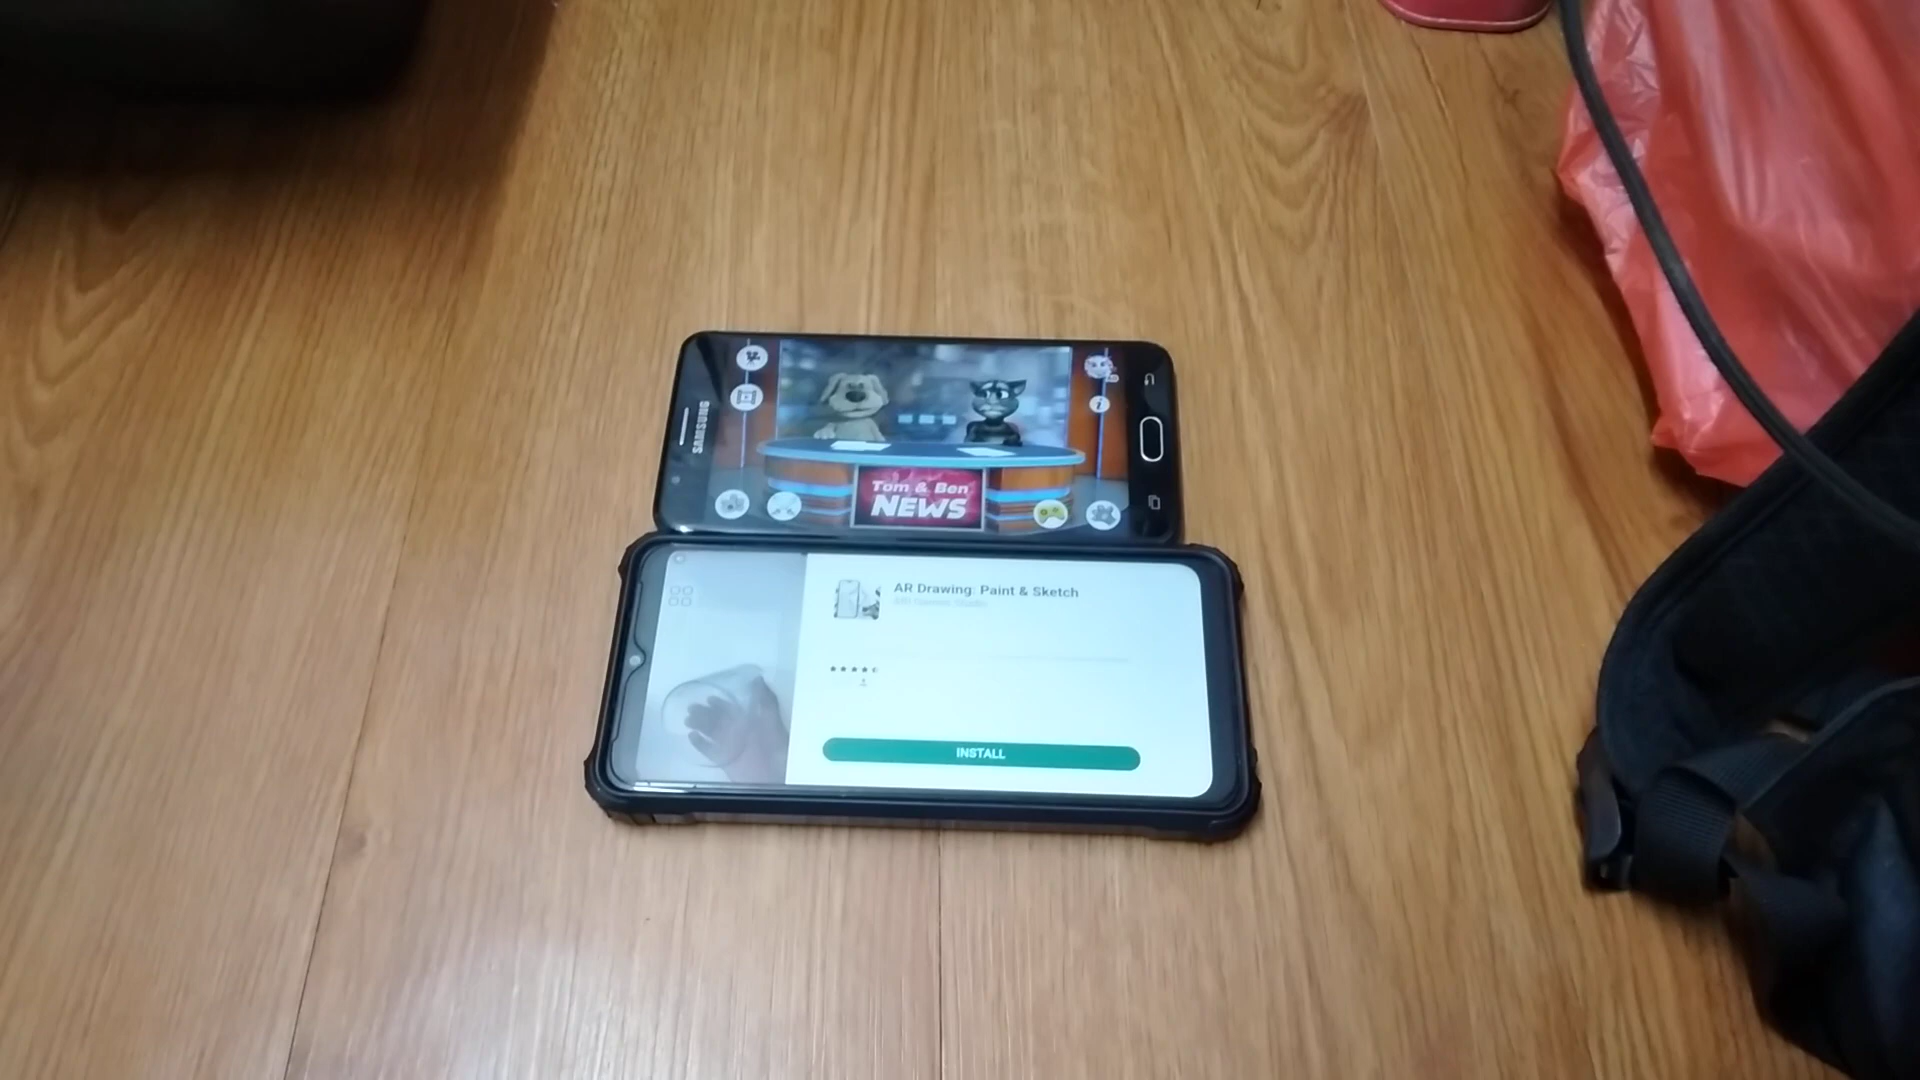 SAMSUNG
Tom & Ben
NEWS
AR Drawing: Paint & Sketch
INSTALL